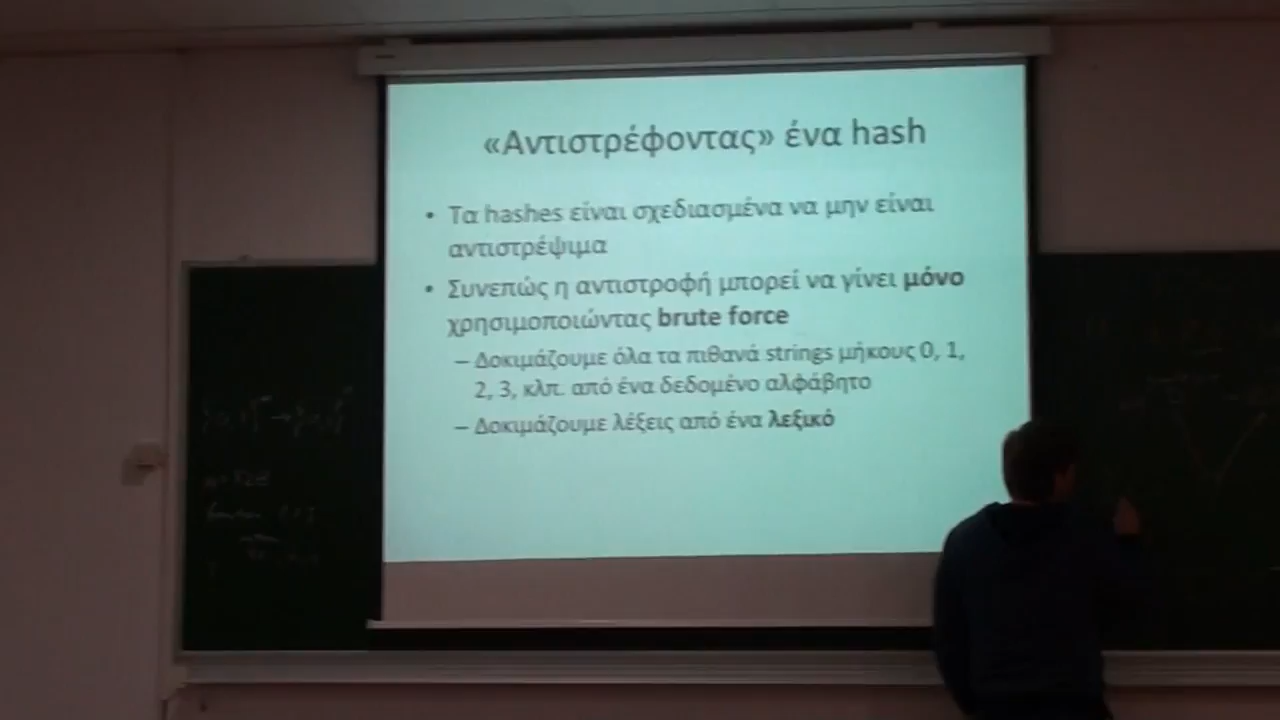 «Αντιστρέφοντας» ένα hash
• Τα hashes είναι σχεδιασμένα να μην είναι
αντιστρέψιμα
• Συνεπώς η αντιστροφή μπορεί να γίνει μόνο
χρησιμοποιώντας brute force
– Δοκιμάζουμε όλα τα πιθανά strings μήκους 0, 1,
2, 3, κλπ. από ένα δεδομένο αλφάβητο
– Δοκιμάζουμε λέξεις από ένα λεξικό